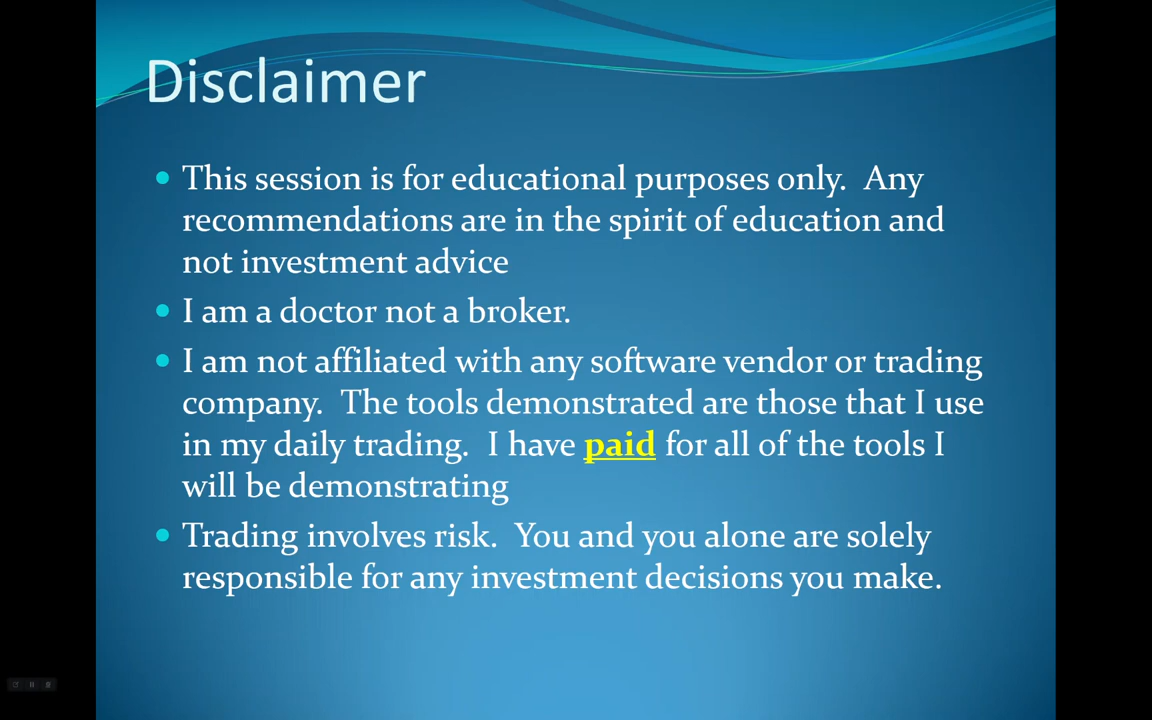 Disclaimer
• This session is for educational purposes only.  Any
recommendations are in the spirit of education and
not investment advice
• I am a doctor not a broker.
• I am not affiliated with any software vendor or trading
company.  The tools demonstrated are those that I use
in my daily trading.  I have paid for all of the tools I
will be demonstrating
• Trading involves risk.  You and you alone are solely
responsible for any investment decisions you make.